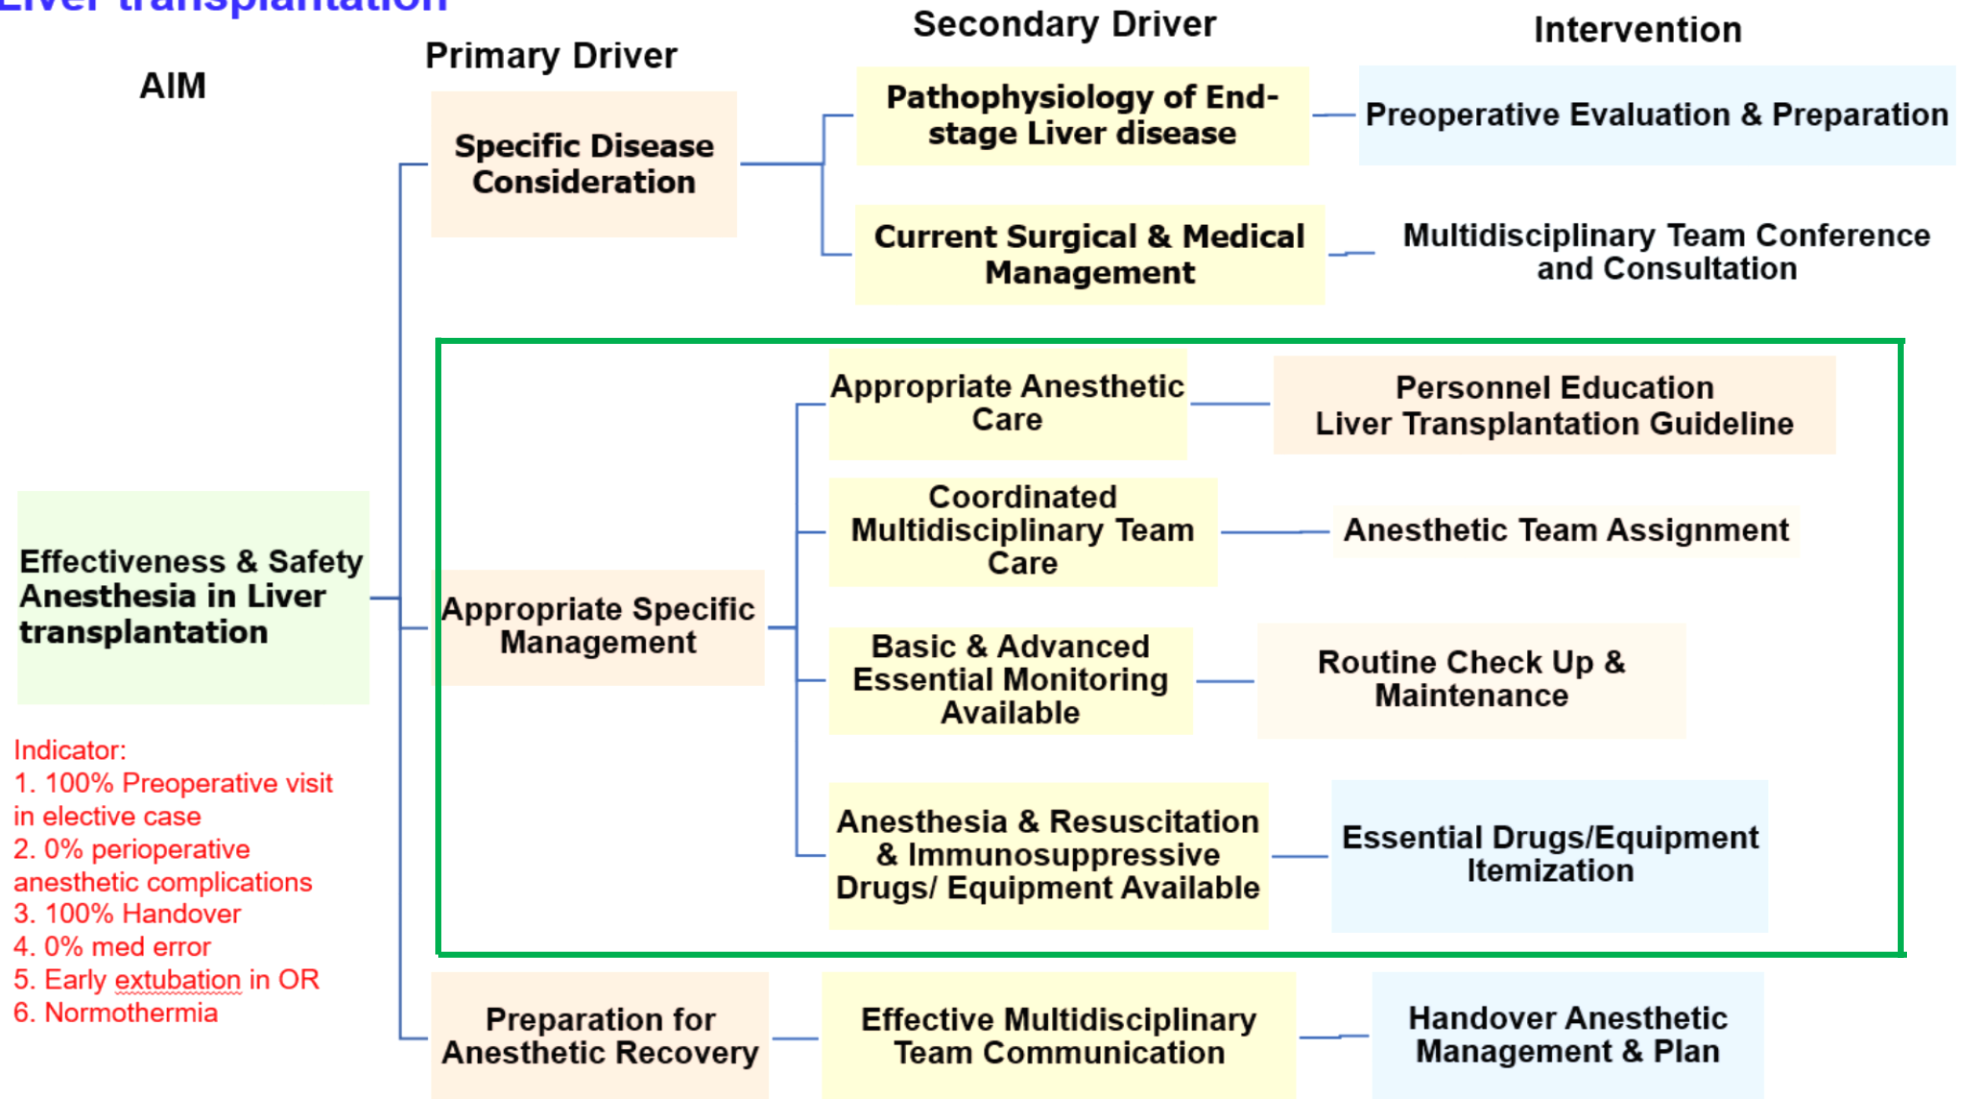 Liver transplantation
AIM
Primary Driver
Secondary Driver
Intervention
Specific Disease
Consideration
Pathophysiology of End-
stage Liver disease
Preoperative Evaluation & Preparation
Current Surgical & Medical
Management
Multidisciplinary Team Conference
and Consultation
Effectiveness & Safety
Anesthesia in Liver
transplantation
Appropriate Specific
Management
Appropriate Anesthetic
Care
Personnel Education
Liver Transplantation Guideline
Coordinated
Multidisciplinary Team
Care
Anesthetic Team Assignment
Basic & Advanced
Essential Monitoring
Available
Routine Check Up &
Maintenance
Anesthesia & Resuscitation
& Immunosuppressive
Drugs/ Equipment Available
Essential Drugs/Equipment
Itemization
Indicator:
1. 100% Preoperative visit
in elective case
2. 0% perioperative
anesthetic complications
3. 100% Handover
4. 0% med error
5. Early extubation in OR
6. Normothermia
Preparation for
Anesthetic Recovery
Effective Multidisciplinary
Team Communication
Handover Anesthetic
Management & Plan